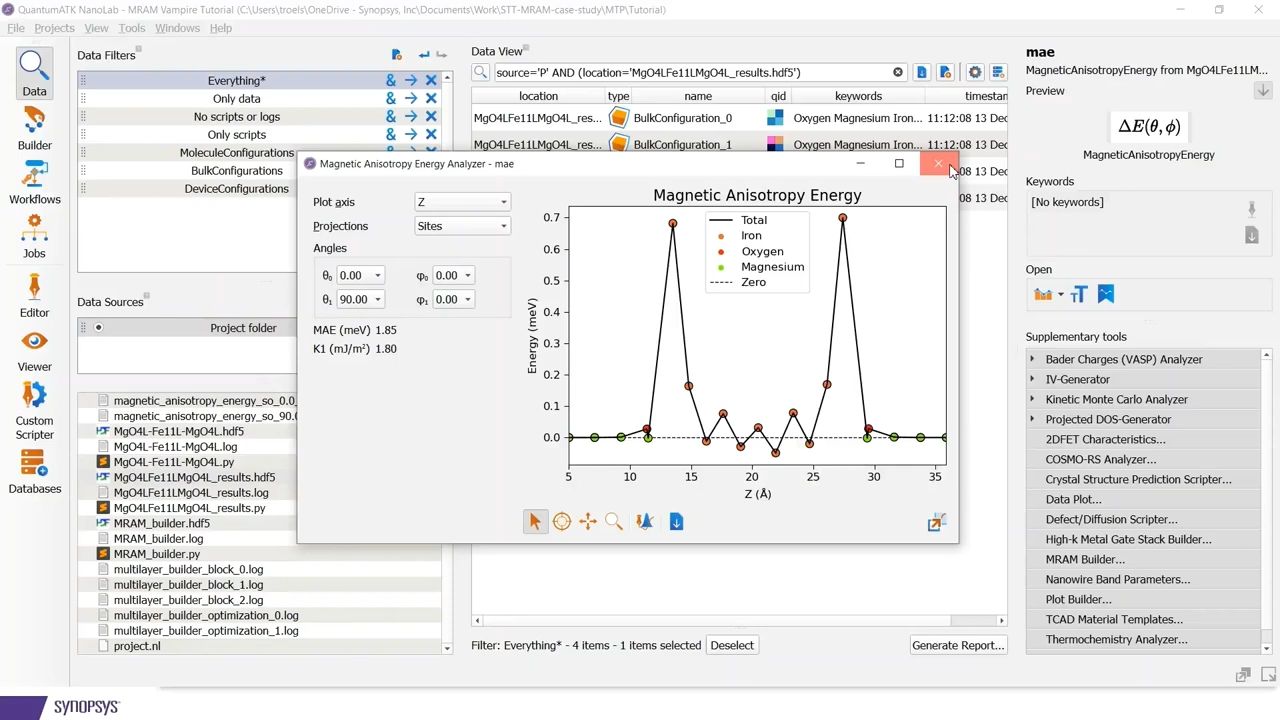 QuantumATK NanoLab - MRAM Vampire Tutorial (C:\Users\troels\OneDrive - Synopsys, Inc\Documents\Work\STT-MRAM-case-study\MTP\Tutorial)
File Projects View Tools Windows Help
Data
Builder
Workflows
Jobs
Editor
Viewer
Custom
Scripter
Databases
Data Filters
Everything*
Only data
No scripts or logs
Only scripts
MoleculeConfigurations
BulkConfigurations
DeviceConfigurations
Data Sources
Project folder
magnetic_anisotropy_energy_so_0.0_
magnetic_anisotropy_energy_so_90.0
MgO4L-Fe11L-MgO4L.hdf5
MgO4L-Fe11L-MgO4L.log
MgO4L-Fe11L-MgO4L.py
MgO4LFe11LMgO4L_results.hdf5
MgO4LFe11LMgO4L_results.log
MgO4LFe11LMgO4L_results.py
MRAM_builder.hdf5
MRAM_builder.log
MRAM_builder.py
multilayer_builder_block_0.log
multilayer_builder_block_1.log
multilayer_builder_block_2.log
multilayer_builder_optimization_0.log
multilayer_builder_optimization_1.log
project.nl
Data View
source='P' AND (location='MgO4LFe11LMgO4L_results.hdf5')
location type name qid keywords timestan
MgO4LFe11LMgO4L_res... BulkConfiguration_0 Oxygen Magnesium Iron... 11:12:08 13 Dec
MgO4LFe11LMgO4L_res... BulkConfiguration_1 Oxygen Magnesium Iron... 11:12:08 13 Dec
08 13 Dec
08 13 Dec
Magnetic Anisotropy Energy Analyzer - mae
Plot axis Z
Projections Sites
Angles
θ₀ 0.00 φ₀ 0.00
θ₁ 90.00 φ₁ 0.00
MAE (meV) 1.85
K1 (mJ/m²) 1.80
Magnetic Anisotropy Energy
Total
Iron
Oxygen
Magnesium
Zero
Energy (meV)
0.7
0.6
0.5
0.4
0.3
0.2
0.1
0.0
5 10 15 20 25 30 35
Z (Å)
Filter: Everything* - 4 items - 1 items selected Deselect Generate Report...
mae
MagneticAnisotropyEnergy from MgO4LFe11LM...
Preview
ΔE(θ,ϕ)
MagneticAnisotropyEnergy
Keywords
[No keywords]
Open
Supplementary tools
Bader Charges (VASP) Analyzer
IV-Generator
Kinetic Monte Carlo Analyzer
Projected DOS-Generator
2DFET Characteristics...
COSMO-RS Analyzer...
Crystal Structure Prediction Scripter...
Data Plot...
Defect/Diffusion Scripter...
High-k Metal Gate Stack Builder...
MRAM Builder...
Nanowire Band Parameters...
Plot Builder...
TCAD Material Templates...
Thermochemistry Analyzer...
SYNOPSYS®